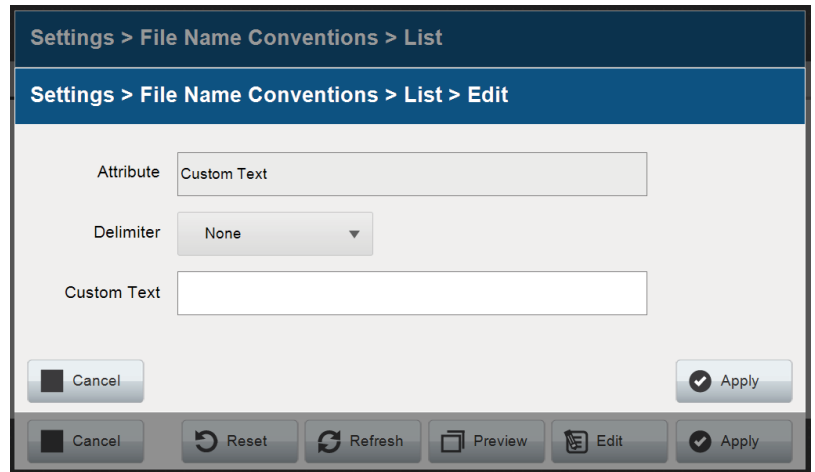 Settings > File Name Conventions > List
Settings > File Name Conventions > List > Edit
Attribute Custom Text
Delimiter None
Custom Text
Cancel Apply
Cancel Reset Refresh Preview Edit Apply